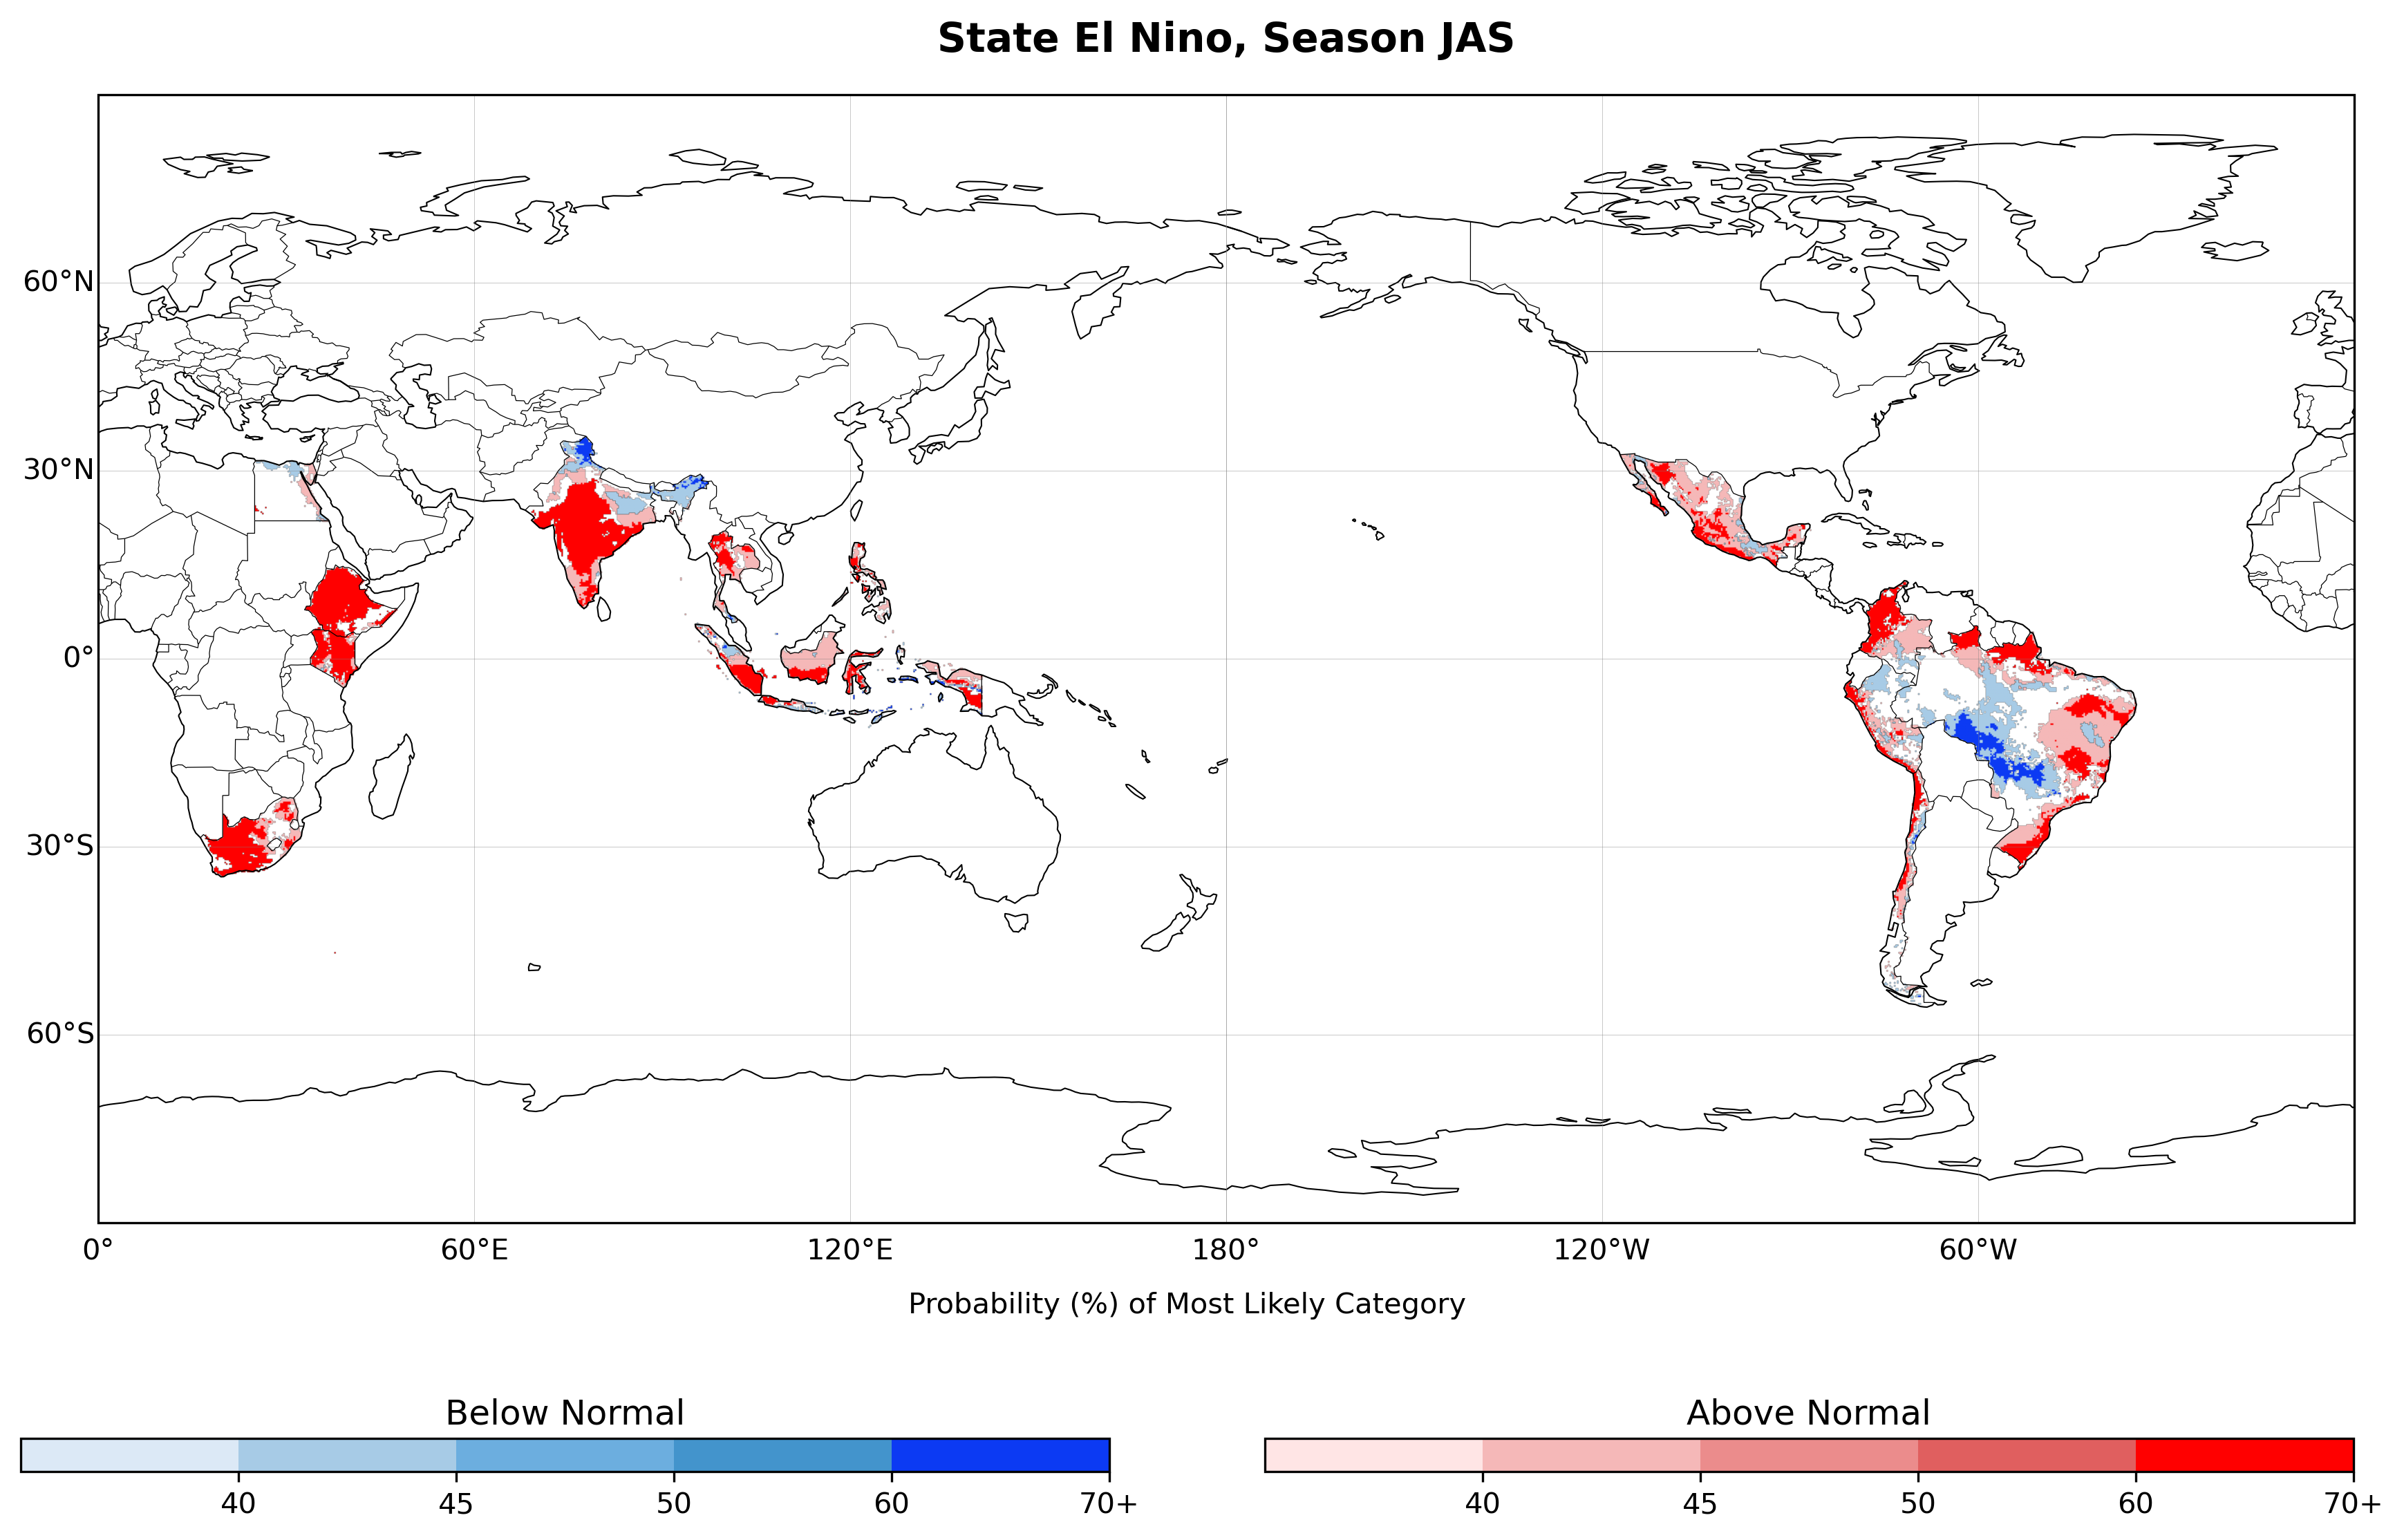 State El Nino, Season JAS
60°N
30°N
0°
30°S
60°S
0° 60°E 120°E 180° 120°W 60°W
Probability (%) of Most Likely Category
Below Normal
40 45 50 60 70+
Above Normal
40 45 50 60 70+